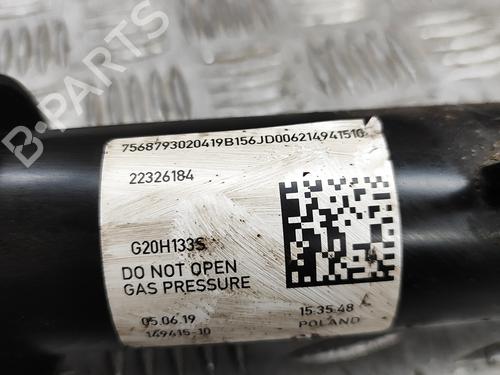 B-PARTS
7568793020419B156JD006214941510
22326184
G20H133S
DO NOT OPEN
GAS PRESSURE
05.06.19
15.35.48
149415-10
POLAND